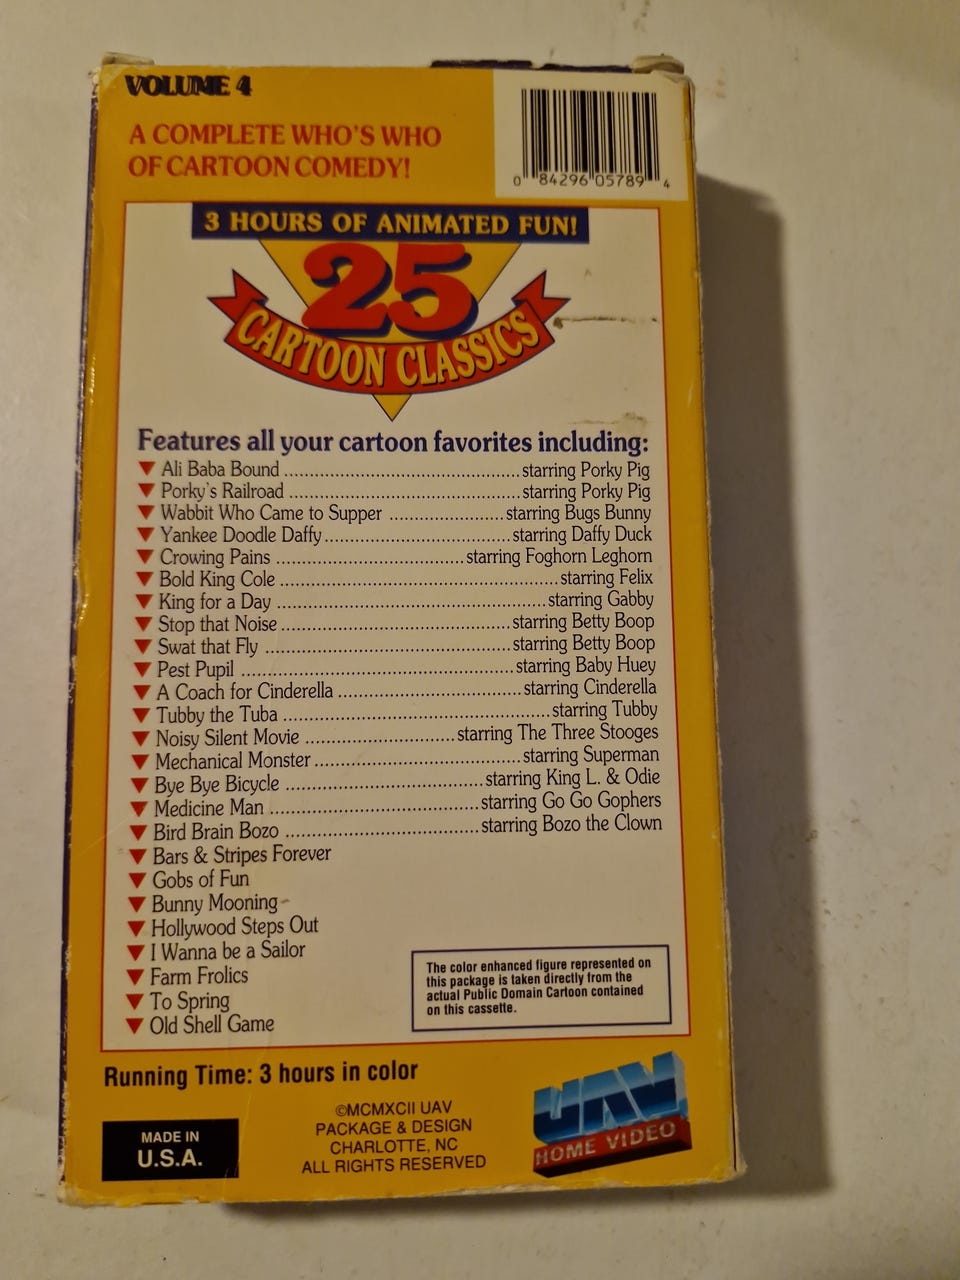 VOLUME 4
A COMPLETE WHO'S WHO
OF CARTOON COMEDY!
0 84296 05789 4
3 HOURS OF ANIMATED FUN!
25
CARTOON CLASSICS
Features all your cartoon favorites including:
Ali Baba Bound ............................................. starring Porky Pig
Porky's Railroad ............................................ starring Porky Pig
Wabbit Who Came to Supper ...................... starring Bugs Bunny
Yankee Doodle Daffy .................................... starring Daffy Duck
Crowing Pains .................................... starring Foghorn Leghorn
Bold King Cole ..................................................... starring Felix
King for a Day .................................................... starring Gabby
Stop that Noise ............................................ starring Betty Boop
Swat that Fly ............................................... starring Betty Boop
Pest Pupil .................................................... starring Baby Huey
A Coach for Cinderella ................................... starring Cinderella
Tubby the Tuba ................................................... starring Tubby
Noisy Silent Movie ............................ starring The Three Stooges
Mechanical Monster ........................................ starring Superman
Bye Bye Bicycle ...................................... starring King L. & Odie
Medicine Man ........................................ starring Go Go Gophers
Bird Brain Bozo ..................................... starring Bozo the Clown
Bars & Stripes Forever
Gobs of Fun
Bunny Mooning
Hollywood Steps Out
I Wanna be a Sailor
Farm Frolics
To Spring
Old Shell Game
The color enhanced figure represented on
this package is taken directly from the
actual Public Domain Cartoon contained
on this cassette.
Running Time: 3 hours in color
MADE IN
U.S.A.
©MCMXCII UAV
PACKAGE & DESIGN
CHARLOTTE, NC
ALL RIGHTS RESERVED
UAV
HOME VIDEO